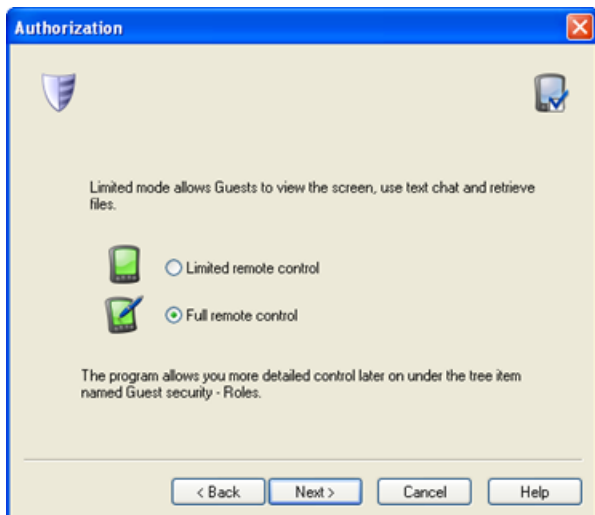 Authorization
Limited mode allows Guests to view the screen, use text chat and retrieve
files.
Limited remote control
Full remote control
The program allows you more detailed control later on under the tree item
named Guest security - Roles.
< Back
Next >
Cancel
Help